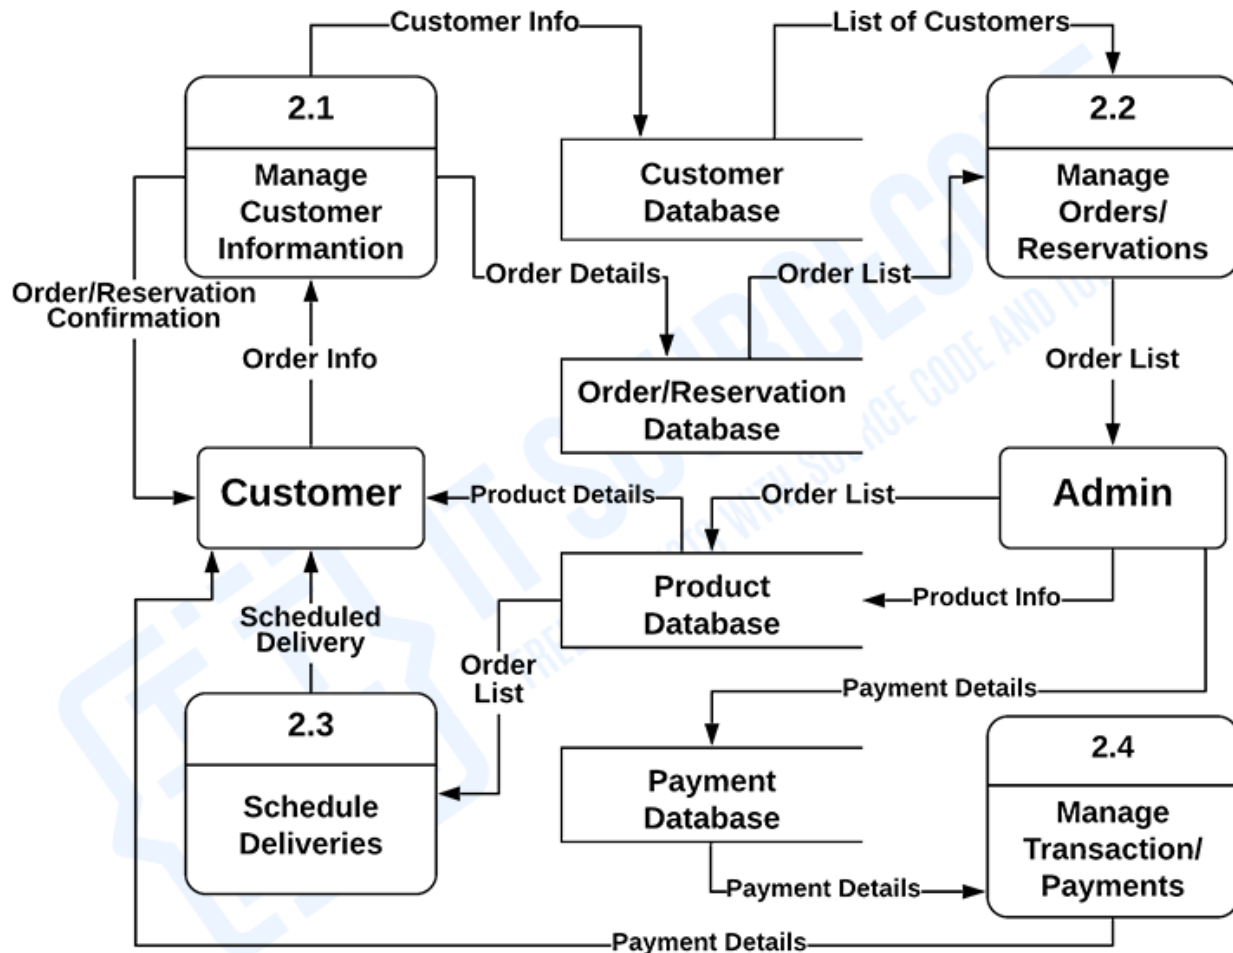 Customer Info
List of Customers
2.1
Manage
Customer
Informantion
2.2
Manage
Orders/
Reservations
Customer
Database
Order Details
Order List
Order/Reservation
Confirmation
Order Info
Order List
Order/Reservation
Database
Customer
Product Details
Order List
Admin
Product
Database
Product Info
Scheduled
Delivery
Order
List
Payment Details
2.3
Schedule
Deliveries
Payment
Database
2.4
Manage
Transaction/
Payments
Payment Details
Payment Details
IT SOURCECODE